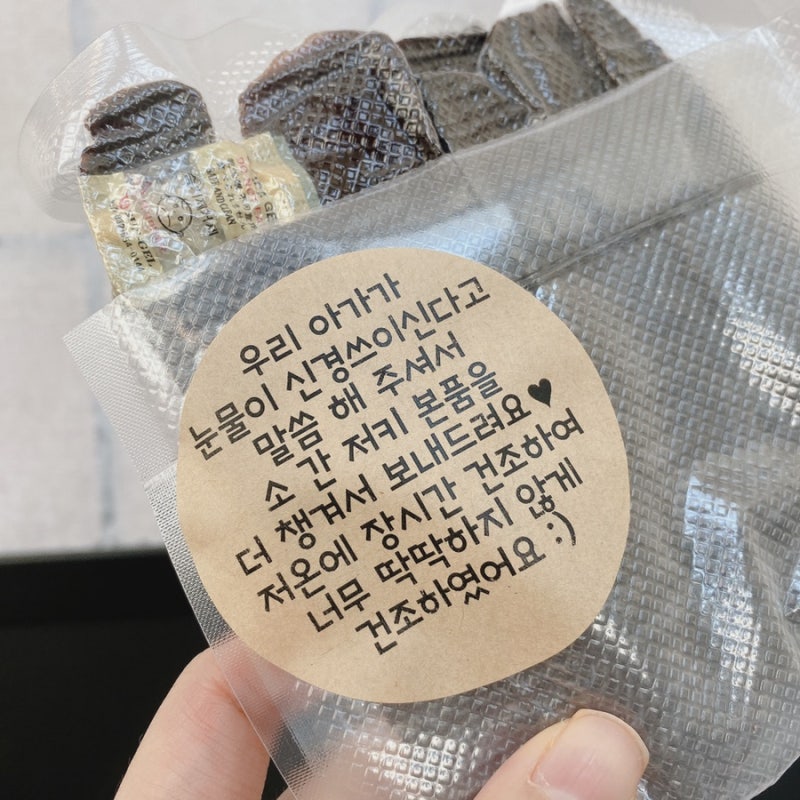 우리 아가가
눈물이 신경쓰이신다고
말씀 해 주셔서
소 간 저키 본품을
더 챙겨서 보내드려요♥
저온에 장시간 건조하여
너무 딱딱하지 않게
건조하였어요 :)